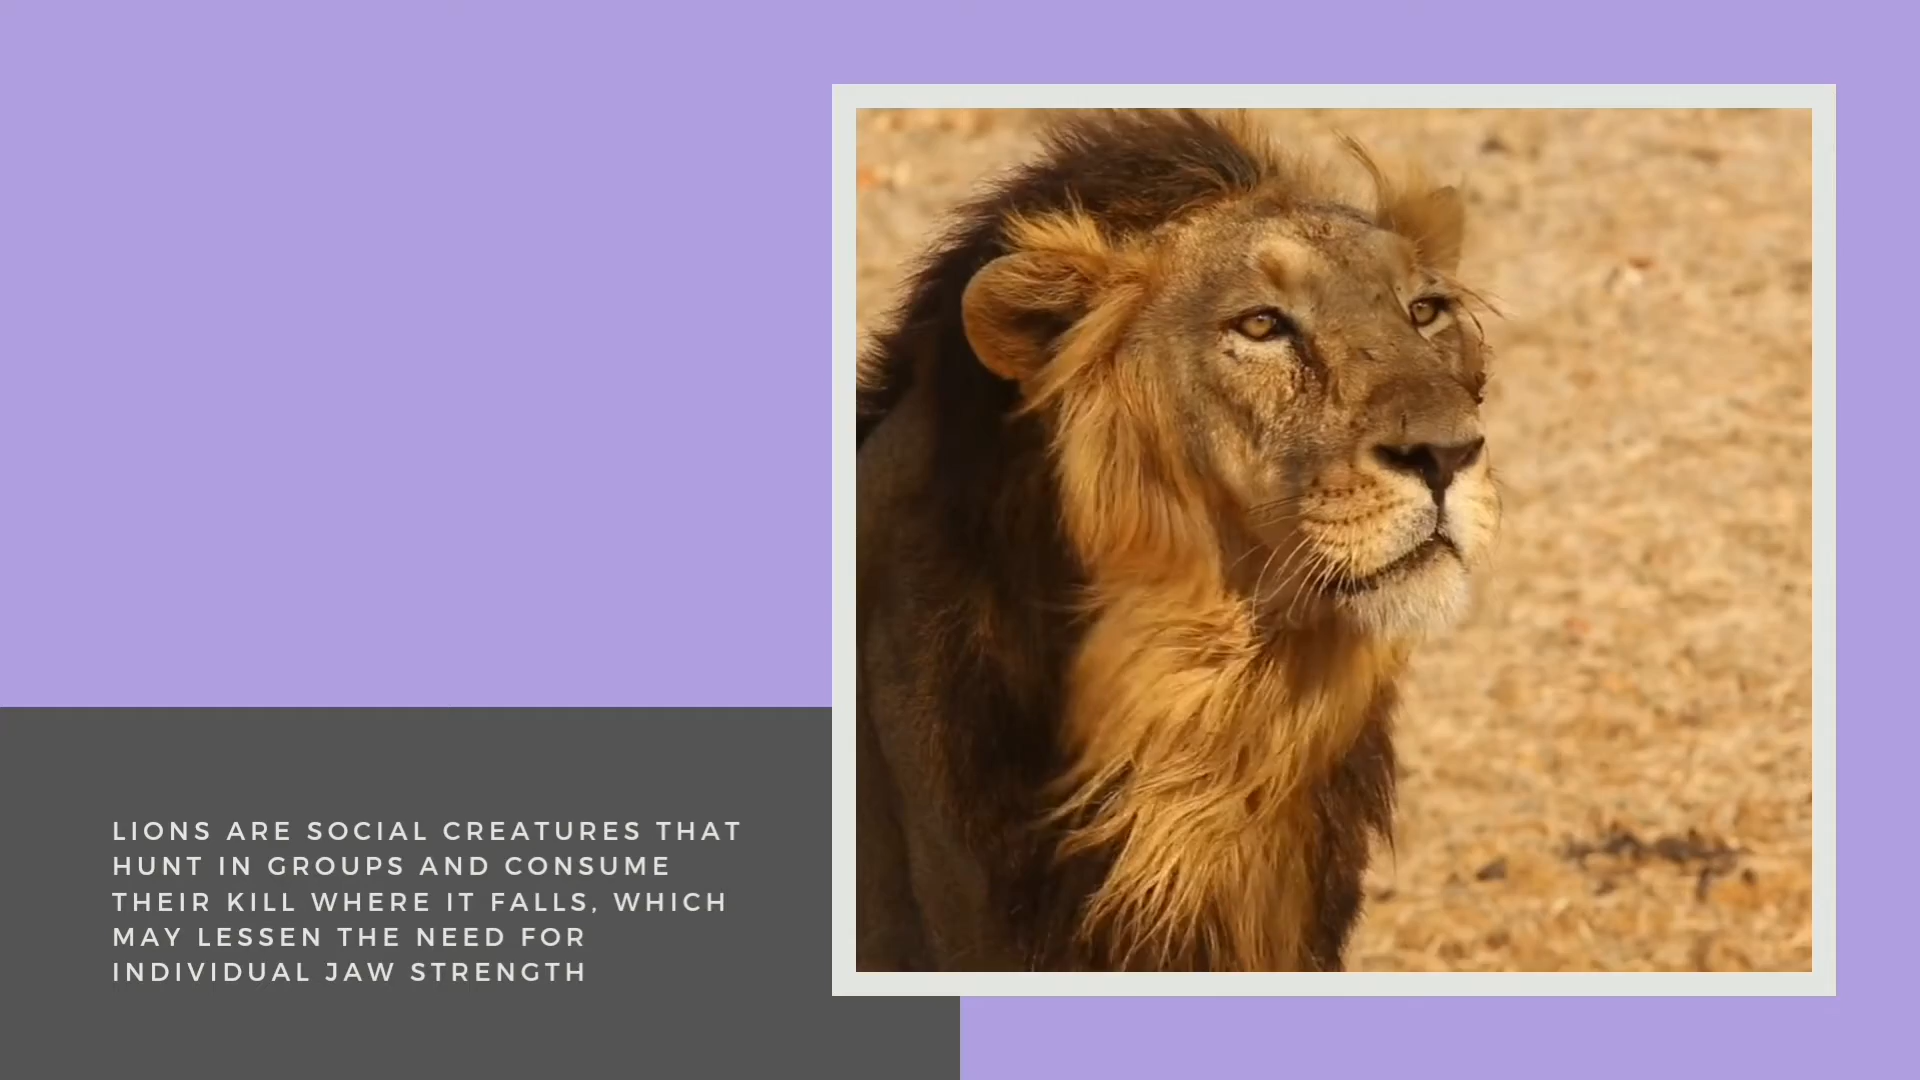 LIONS ARE SOCIAL CREATURES THAT
HUNT IN GROUPS AND CONSUME
THEIR KILL WHERE IT FALLS, WHICH
MAY LESSEN THE NEED FOR
INDIVIDUAL JAW STRENGTH